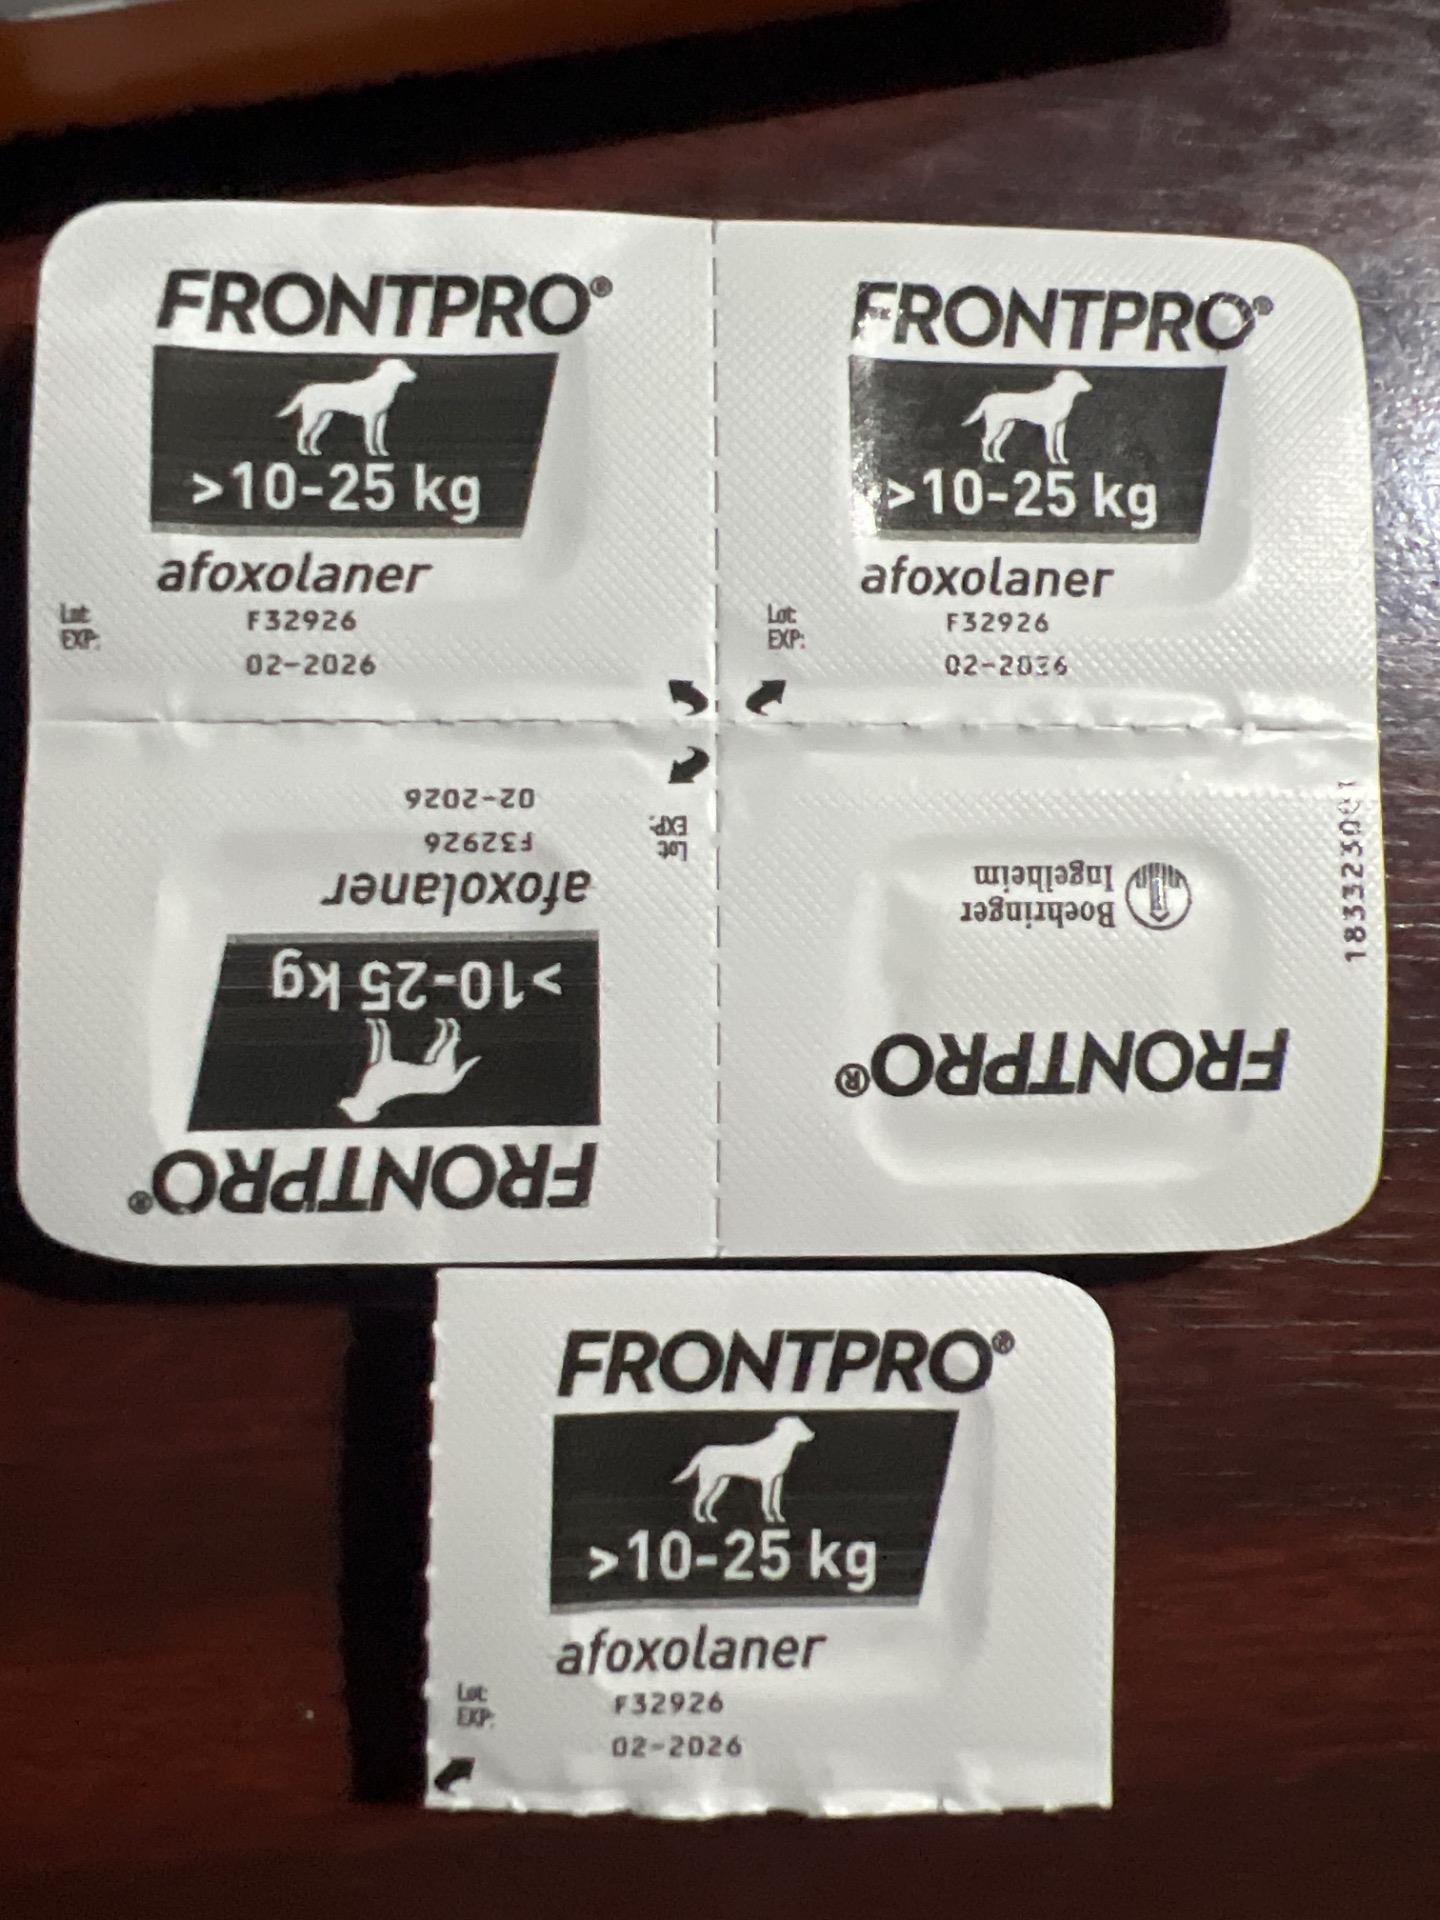 FRONTPRO®
>10-25 kg
afoxolaner
Lot: F32926
EXP: 02-2026
FRONTPRO®
>10-25 kg
afoxolaner
Lot: F32926
EXP: 02-2026
FRONTPRO®
>10-25 kg
afoxolaner
Lot: F32926
EXP: 02-2026
FRONTPRO®
Boehringer
Ingelheim
FRONTPRO®
>10-25 kg
afoxolaner
Lot: F32926
EXP: 02-2026